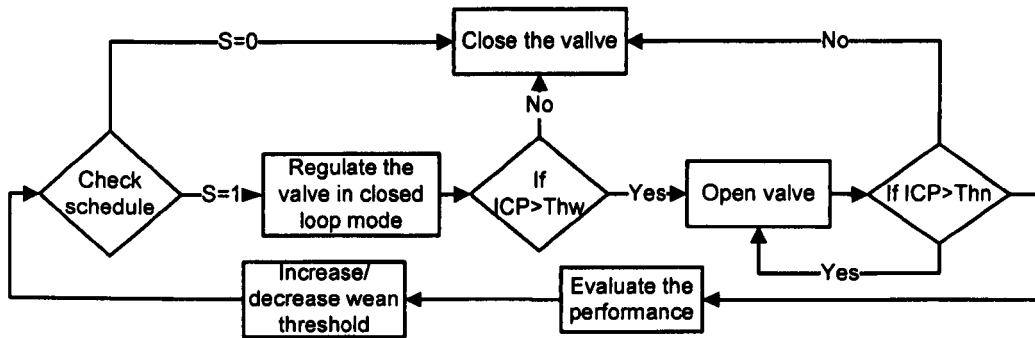 S=0
Close the vallve
No
No
Check
schedule
S=1
Regulate the
valve in closed
loop mode
If
ICP>Thw
Yes
Open valve
If ICP>Thn
Yes
Increase/
decrease wean
threshold
Evaluate the
performance